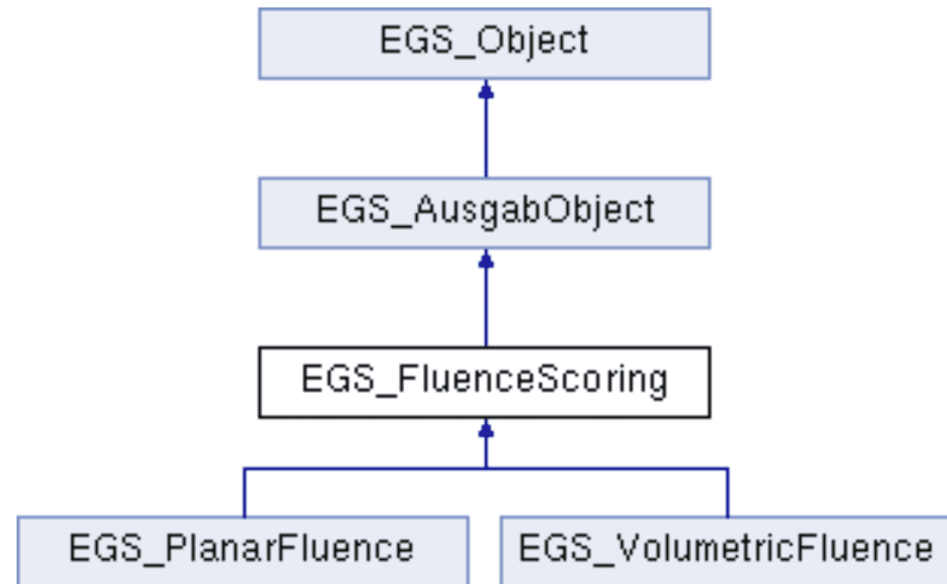 EGS_Object
EGS_AusgabObject
EGS_FluenceScoring
EGS_PlanarFluence
EGS_VolumetricFluence